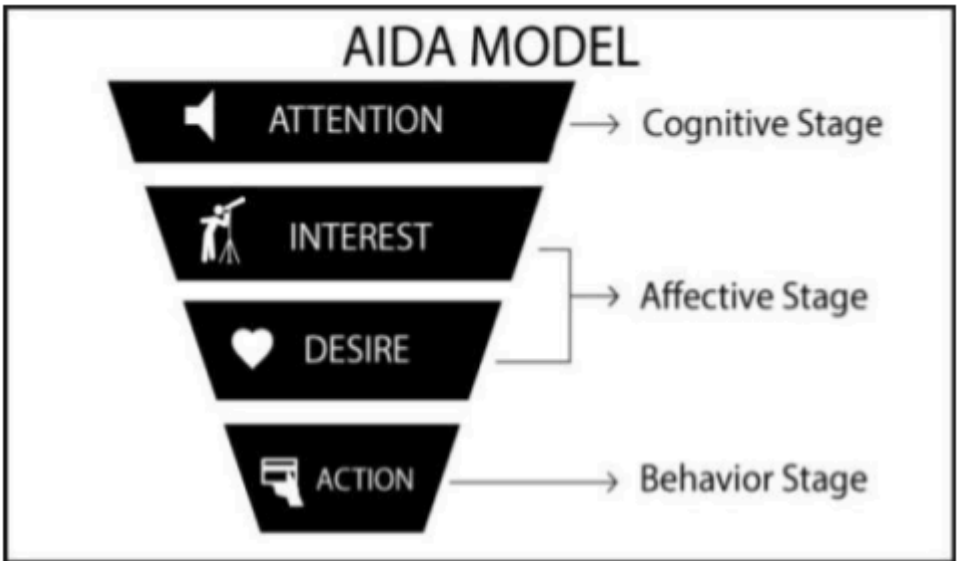 AIDA MODEL
ATTENTION
Cognitive Stage
INTEREST
Affective Stage
DESIRE
ACTION
Behavior Stage